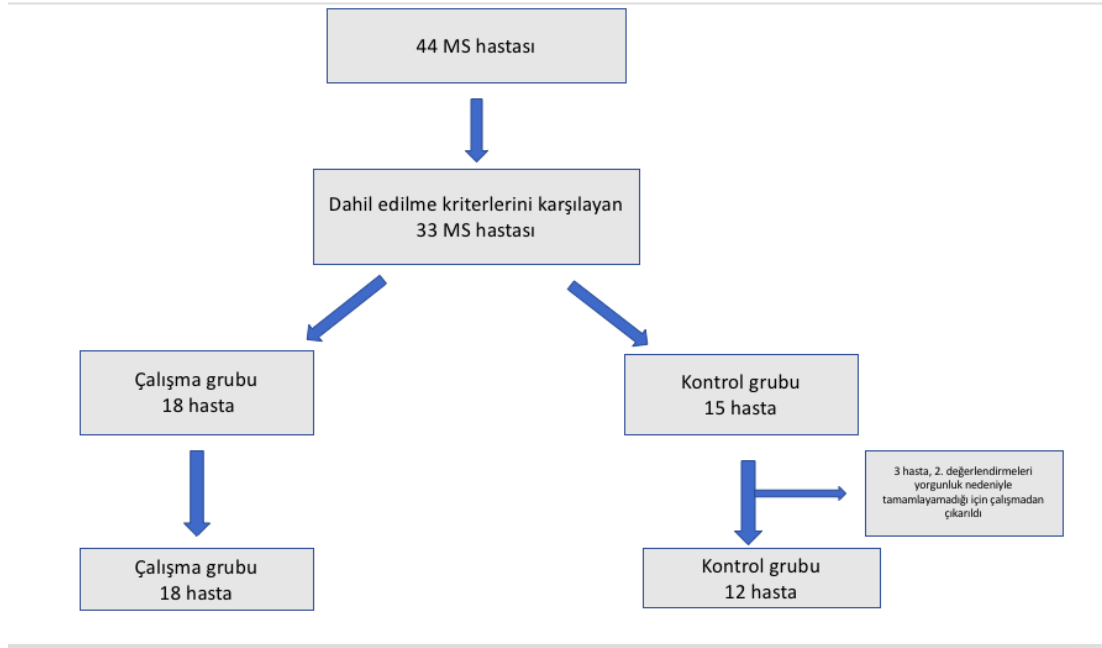 44 MS hastası
Dahil edilme kriterlerini karşılayan
33 MS hastası
Çalışma grubu
18 hasta
Kontrol grubu
15 hasta
3 hasta, 2. değerlendirmeleri
yorgunluk nedeniyle
tamamlayamadığı için çalışmadan
çıkarıldı
Çalışma grubu
18 hasta
Kontrol grubu
12 hasta